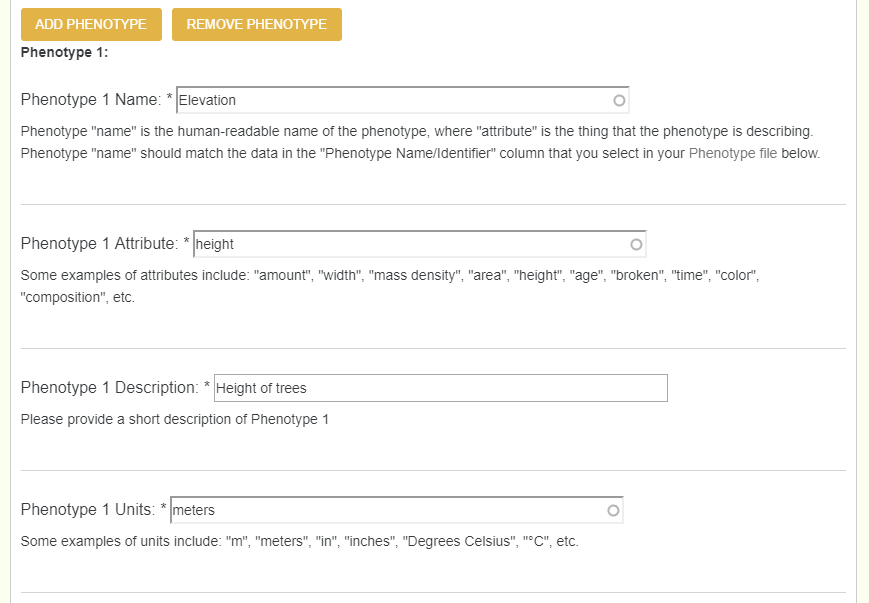 ADD PHENOTYPE REMOVE PHENOTYPE
Phenotype 1:
Phenotype 1 Name: * Elevation
Phenotype "name" is the human-readable name of the phenotype, where "attribute" is the thing that the phenotype is describing.
Phenotype "name" should match the data in the "Phenotype Name/Identifier" column that you select in your Phenotype file below.
Phenotype 1 Attribute: * height
Some examples of attributes include: "amount", "width", "mass density", "area", "height", "age", "broken", "time", "color",
"composition", etc.
Phenotype 1 Description: * Height of trees
Please provide a short description of Phenotype 1
Phenotype 1 Units: * meters
Some examples of units include: "m", "meters", "in", "inches", "Degrees Celsius", "°C", etc.